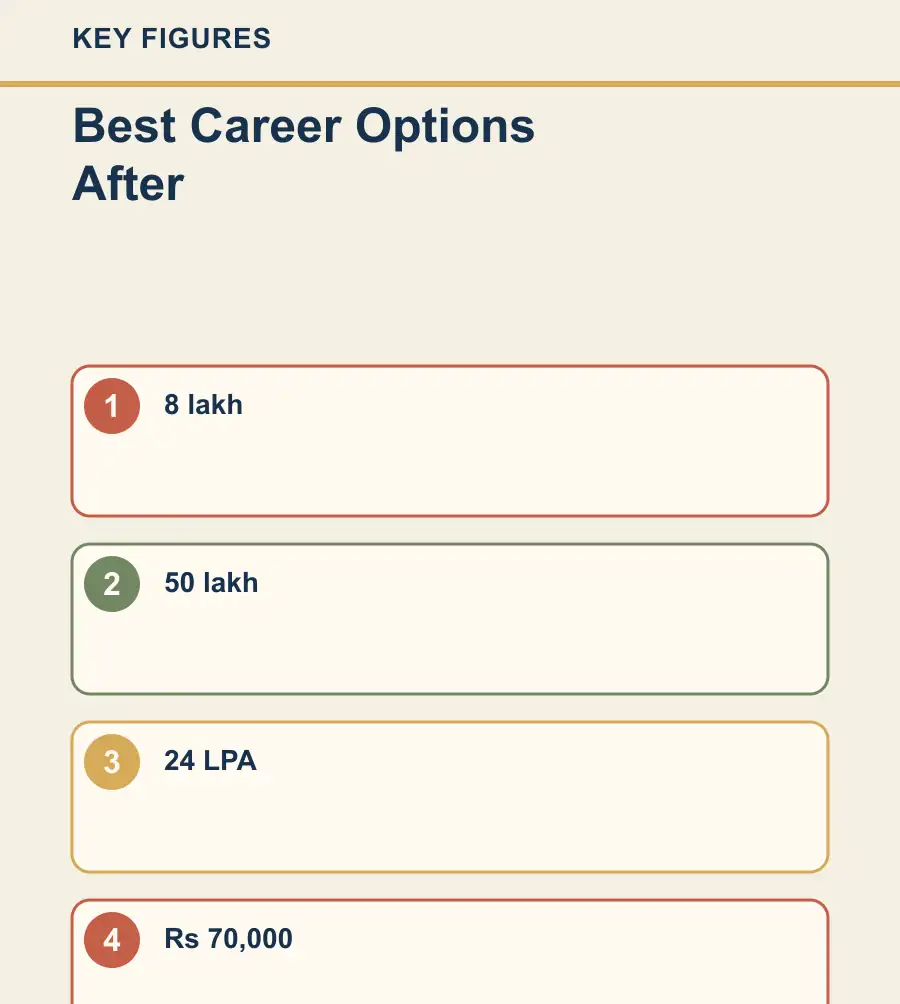 KEY FIGURES
Best Career Options
After
1 8 lakh
2 50 lakh
3 24 LPA
4 Rs 70,000